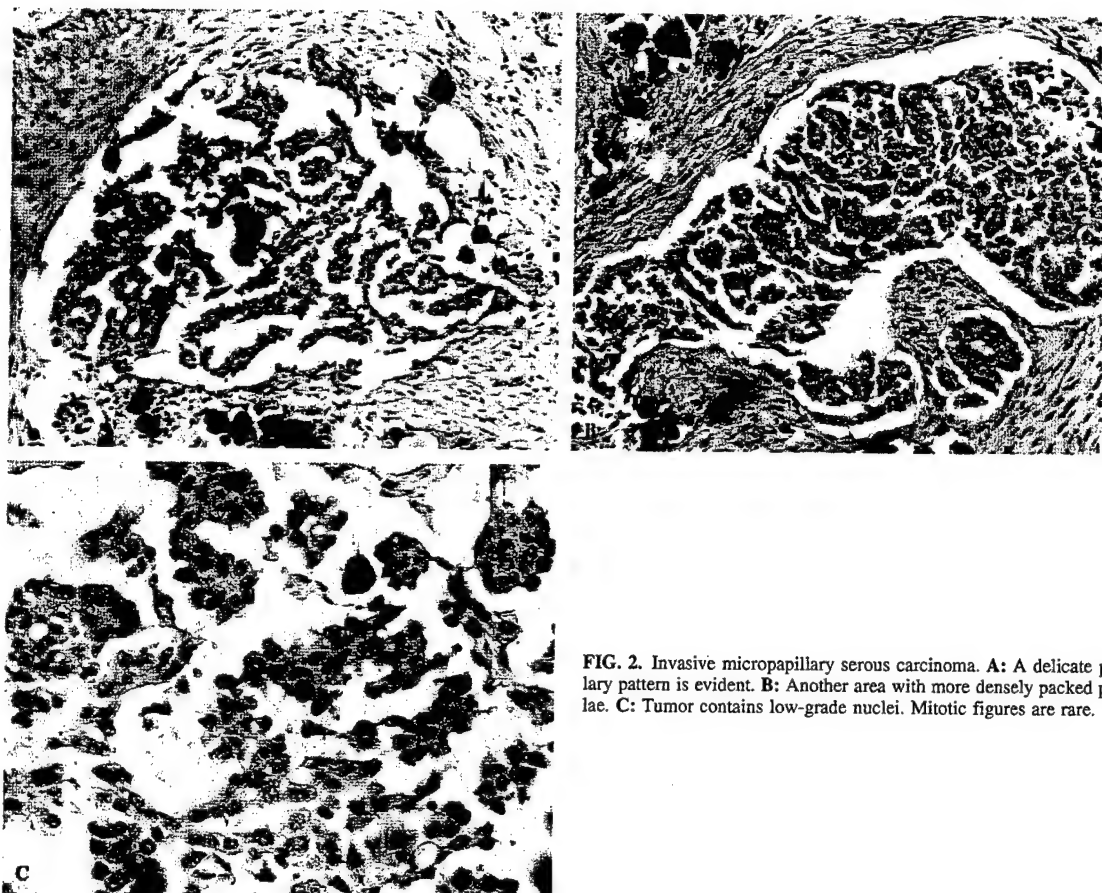 B
C
FIG. 2. Invasive micropapillary serous carcinoma. A: A delicate p
lary pattern is evident. B: Another area with more densely packed p
lae. C: Tumor contains low-grade nuclei. Mitotic figures are rare.